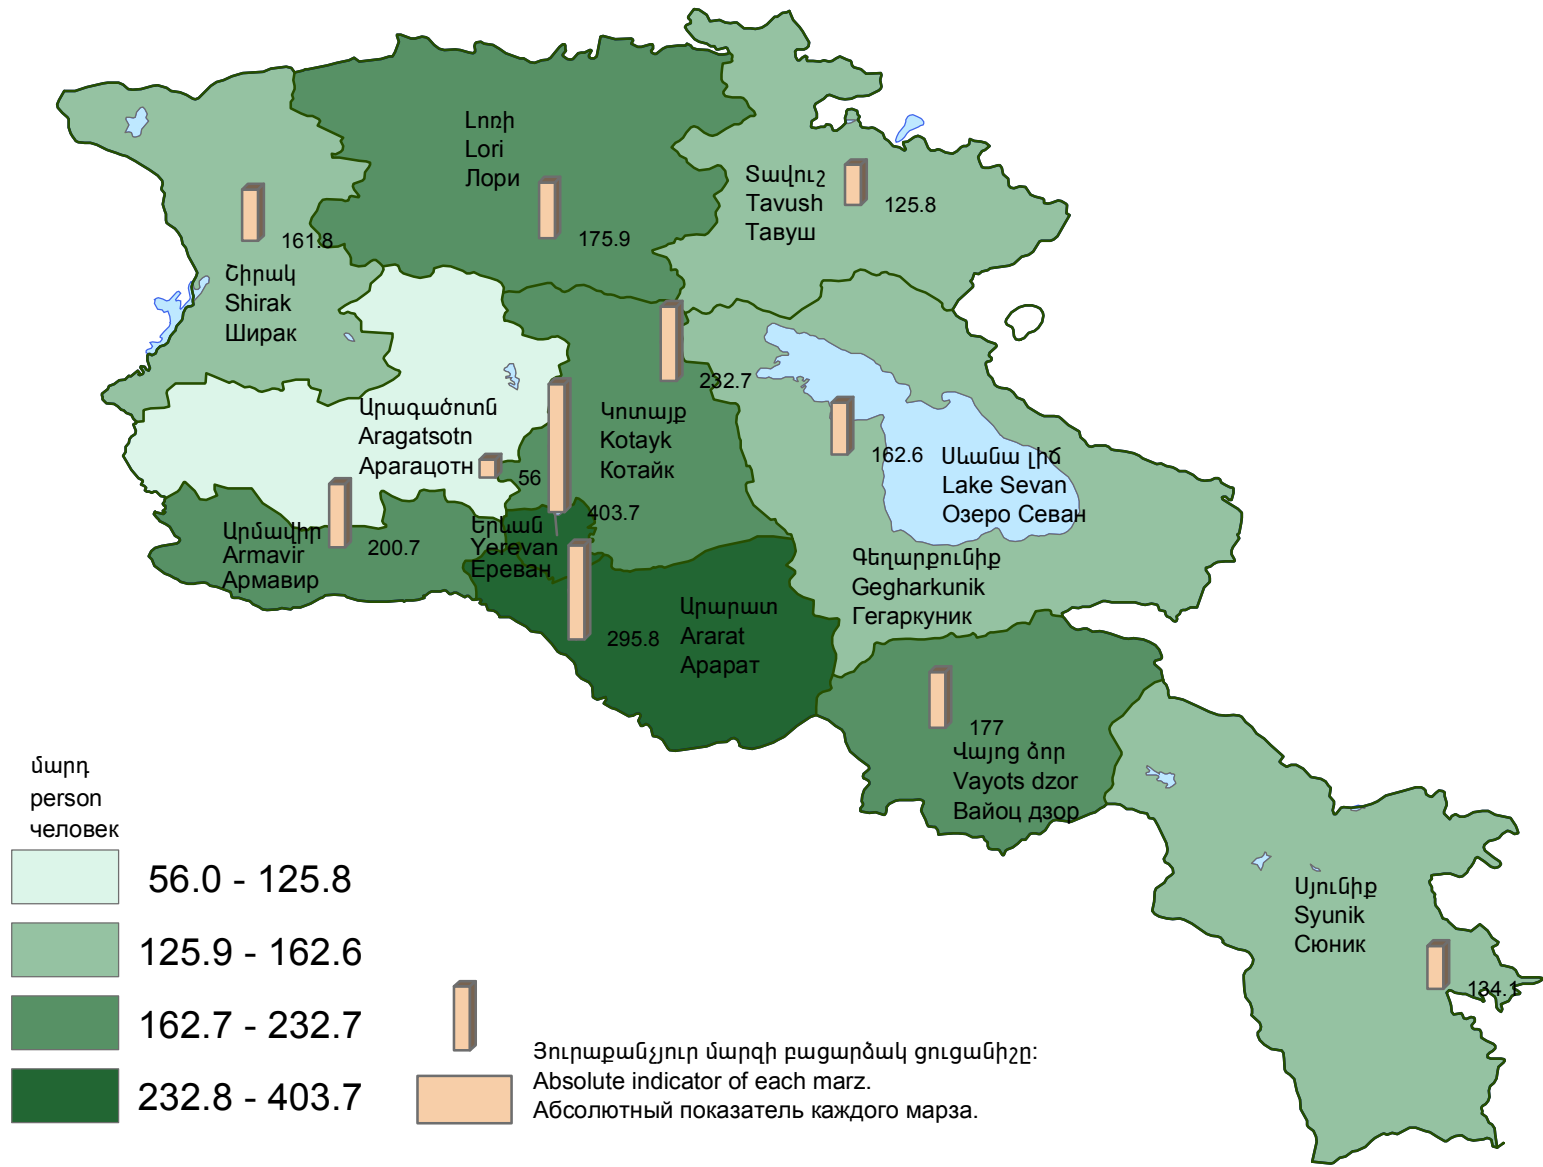 Լոռի
Lori
Лори
175.9
Տավուշ
Tavush
Тавуш
125.8
161.8
Շիրակ
Shirak
Ширак
232.7
Արագածոտն
Aragatsotn
Арагацотн
56
Կոտայք
Kotayk
Котайк
162.6
Սևանա լիճ
Lake Sevan
Озеро Севан
403.7
Երևան
Yerevan
Ереван
Արմավիր
Armavir
Армавир
200.7
Գեղարքունիք
Gegharkunik
Гегаркуник
295.8
Արարատ
Ararat
Арарат
177
Վայոց ձոր
Vayots dzor
Вайоц дзор
Սյունիք
Syunik
Сюник
134.1
մարդ
person
человек
56.0 - 125.8
125.9 - 162.6
162.7 - 232.7
232.8 - 403.7
Յուրաքանչյուր մարզի բացարձակ ցուցանիշը:
Absolute indicator of each marz.
Абсолютный показатель каждого марза.